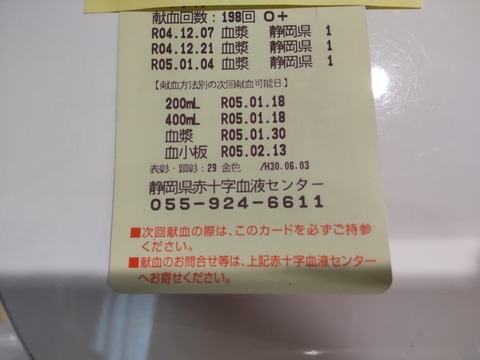 献血回数:198回 O+
R04.12.07 血漿 静岡県 1
R04.12.21 血漿 静岡県 1
R05.01.04 血漿 静岡県 1
【献血方法別の次回献血可能日】
200mL R05.01.18
400mL R05.01.18
血漿 R05.01.30
血小板 R05.02.13
表彰・顕彰:29 金色 /H30.06.03
静岡県赤十字血液センター
055-924-6611
■次回献血の際は、このカードを必ずご持参
ください。
■献血のお問合せ等は、上記赤十字血液センター
へお寄せください。